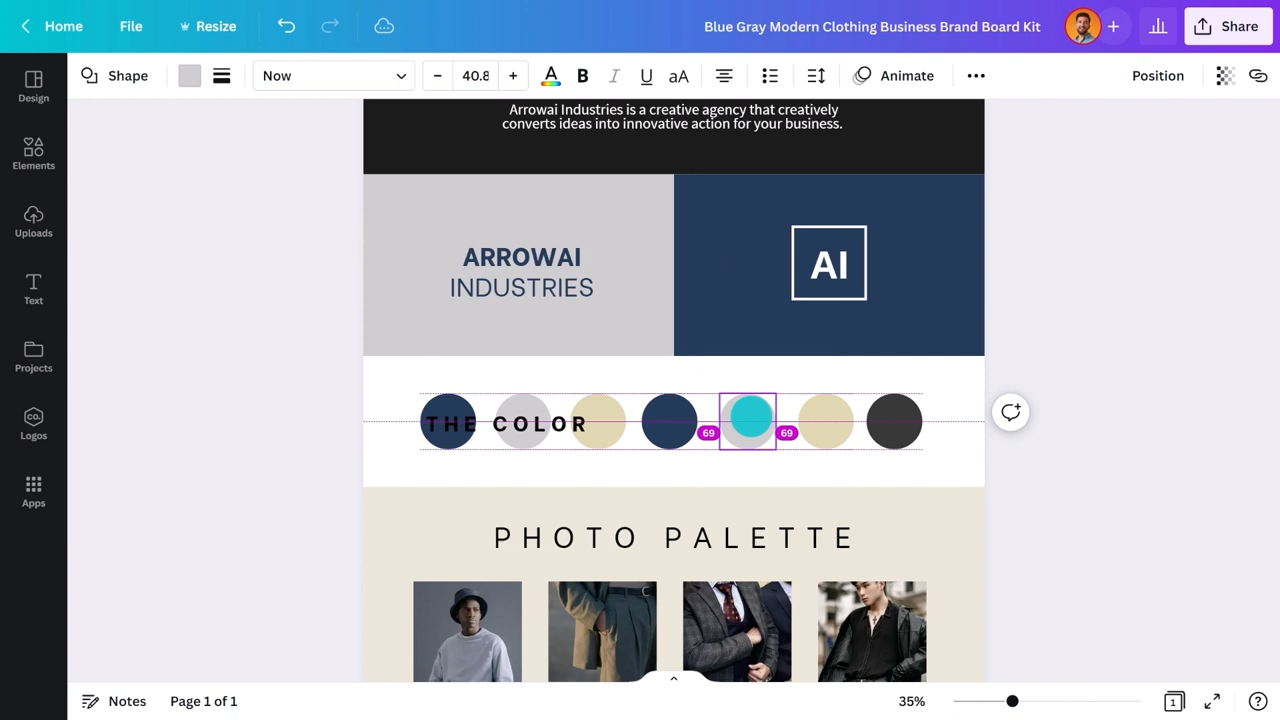 Home
File
Resize
Blue Gray Modern Clothing Business Brand Board Kit
Share
Shape
Now
40.8
A
B
I
U
aA
Animate
Position
Design
Elements
Uploads
Text
Projects
co.
Logos
Apps
Arrowai Industries is a creative agency that creatively
converts ideas into innovative action for your business.
ARROWAI
INDUSTRIES
AI
THE COLOR
69
69
PHOTO PALETTE
Notes
Page 1 of 1
35%
1
?